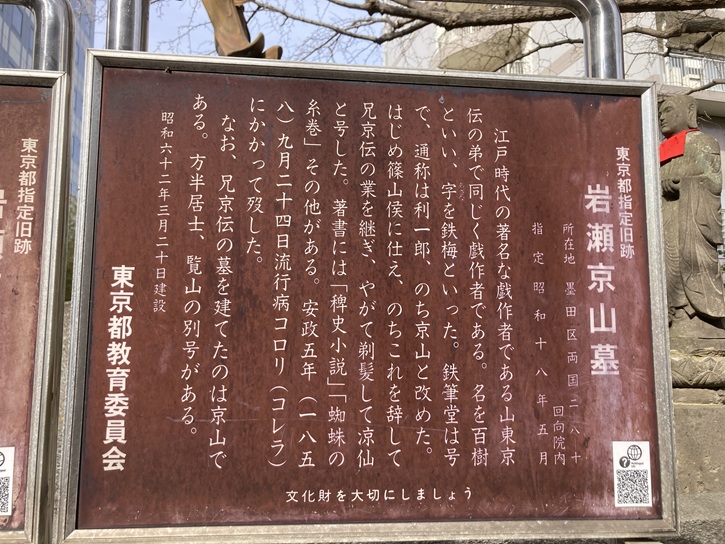 東京都指定旧跡
岩瀬京山墓
所在地 墨田区両国二‐八‐十
回向院内
指定 昭和十八年五月
江戸時代の著名な戯作者である山東京
伝の弟で同じく戯作者である。名を百樹
といい、字を鉄梅といった。鉄筆堂は号
で、通称は利一郎、のち京山と改めた。
はじめ篠山侯に仕え、のちこれを辞して
兄京伝の業を継ぎ、やがて剃髪して凉仙
と号した。著書には「稗史小説」「蜘蛛の
糸巻」その他がある。安政五年(一八五
八)九月二十四日流行病コロリ(コレラ)
にかかって歿した。
なお、兄京伝の墓を建てたのは京山で
ある。方半居士、覧山の別号がある。
昭和六十二年三月二十日建設
東京都教育委員会
文化財を大切にしましょう
東京都指定旧跡